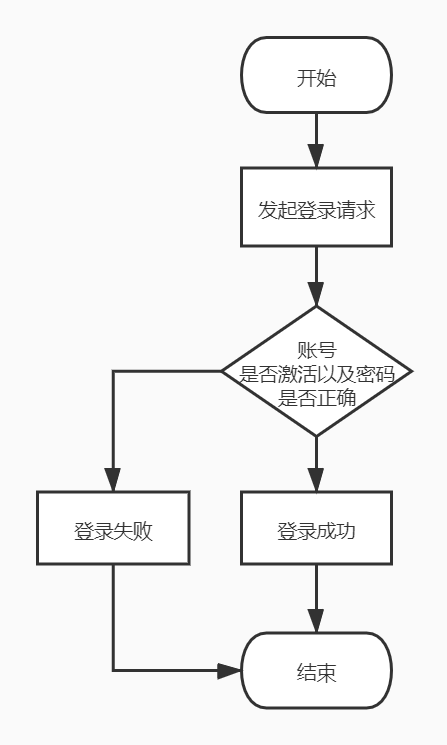 开始
发起登录请求
账号
是否激活以及密码
是否正确
登录失败
登录成功
结束